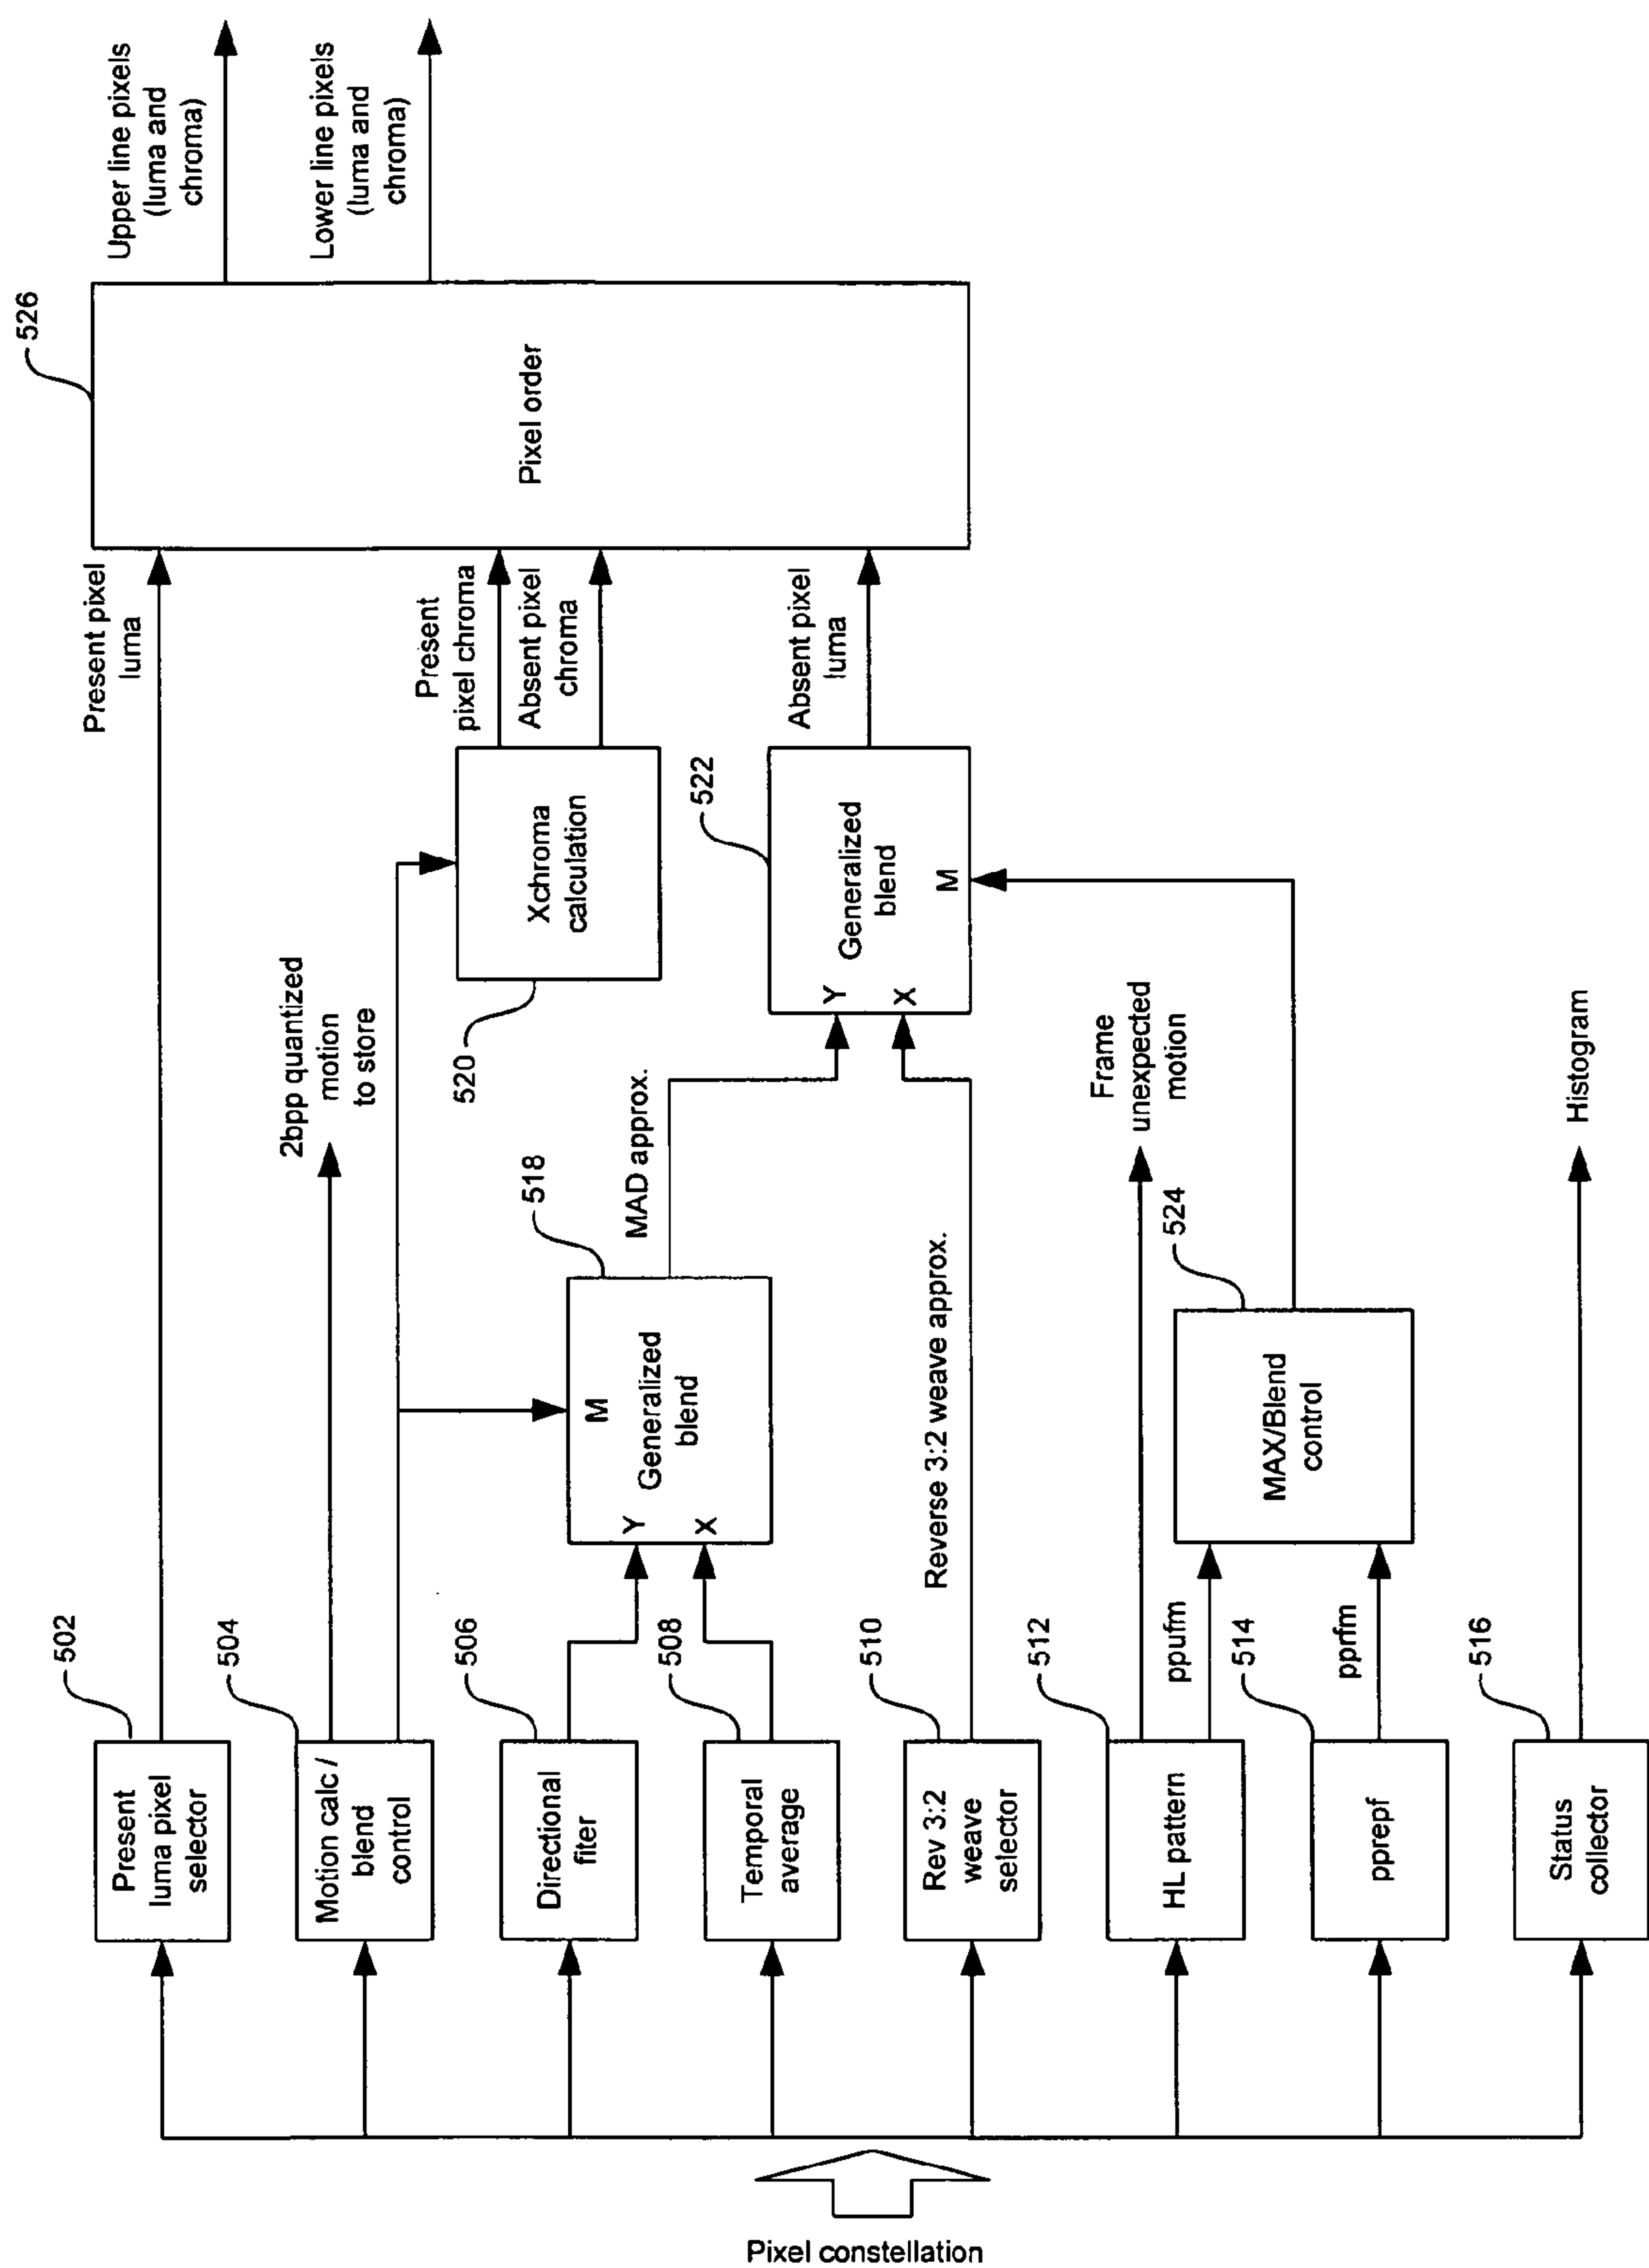 Pixel constellation
502
Present
luma pixel
selector
504
Motion calc /
blend
control
506
Directional
fiter
508
Temporal
average
510
Rev 3:2
weave
selector
512
HL pattern
514
pprepf
516
Status
collector
ppufm
pprfm
Y
X
M
Generalized
blend
518
MAD approx.
Reverse 3:2 weave approx.
MAX/Blend
control
524
2bpp quantized
motion
to store
Frame
unexpected
motion
Histogram
520
Xchroma
calculation
Y
X
M
Generalized
blend
522
Present pixel
luma
Present
pixel chroma
Absent pixel
chroma
Absent pixel
luma
Pixel order
526
Upper line pixels
(luma and
chroma)
Lower line pixels
(luma and
chroma)